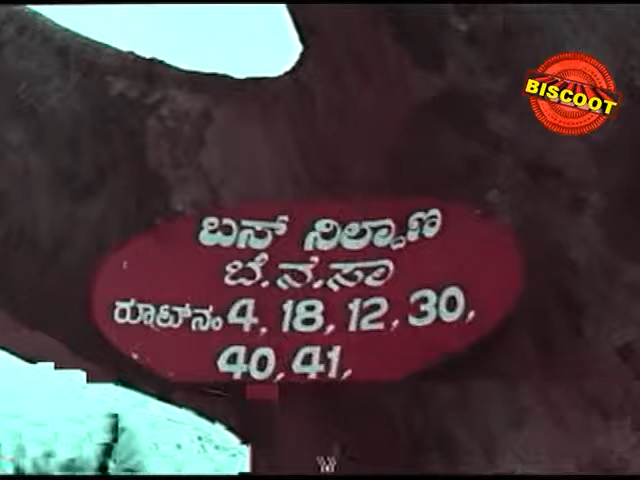 BISCOOT
ಬಸ್ ನಿಲ್ದಾಣ
ಬೆ.ನ.ಸಾ
ರೂಟ್ ನಂ 4, 18, 12, 30,
40, 41,